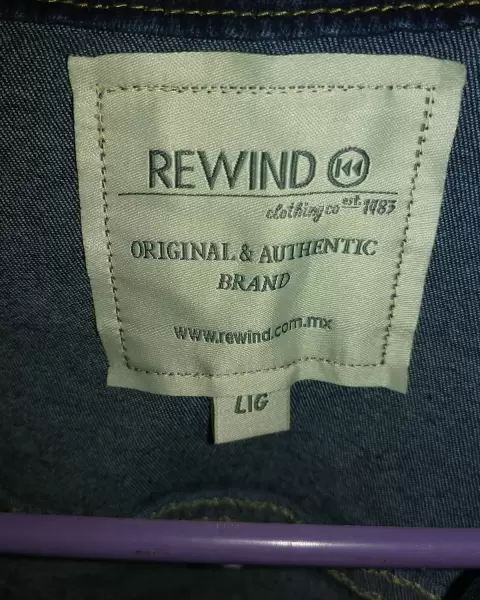 REWIND
clothing co est. 1983
ORIGINAL & AUTHENTIC
BRAND
www.rewind.com.mx
L|G